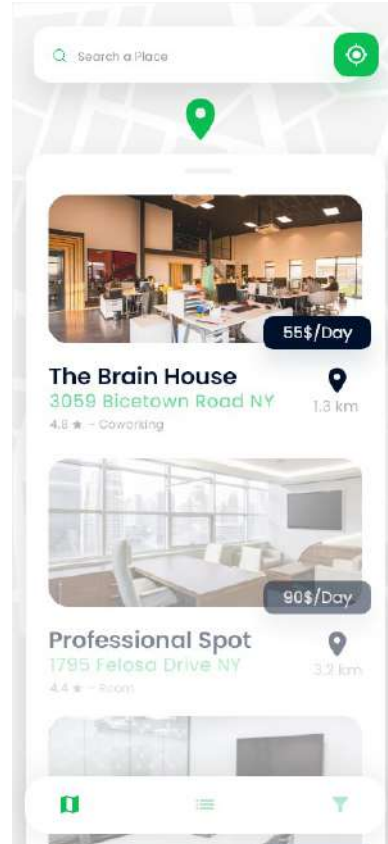 Search a Place
55$/Day
The Brain House
3059 Bicetown Road NY
1.3 km
4.8 ★ - Coworking
90$/Day
Professional Spot
1795 Felosa Drive NY
3.2 km
4.4 ★ - Room